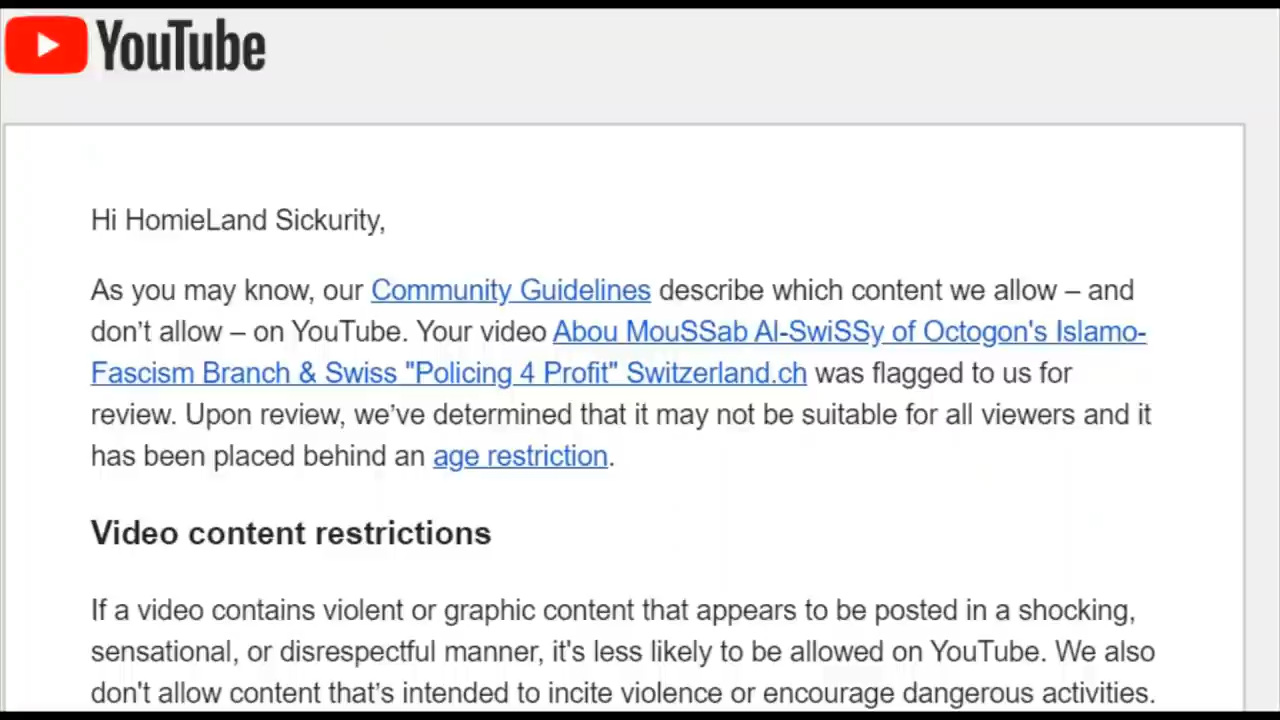 YouTube
Hi HomieLand Sickurity,
As you may know, our Community Guidelines describe which content we allow – and
don’t allow – on YouTube. Your video Abou MouSSab Al-SwiSSy of Octogon's Islamo-
Fascism Branch & Swiss "Policing 4 Profit" Switzerland.ch was flagged to us for
review. Upon review, we’ve determined that it may not be suitable for all viewers and it
has been placed behind an age restriction.
Video content restrictions
If a video contains violent or graphic content that appears to be posted in a shocking,
sensational, or disrespectful manner, it's less likely to be allowed on YouTube. We also
don't allow content that’s intended to incite violence or encourage dangerous activities.